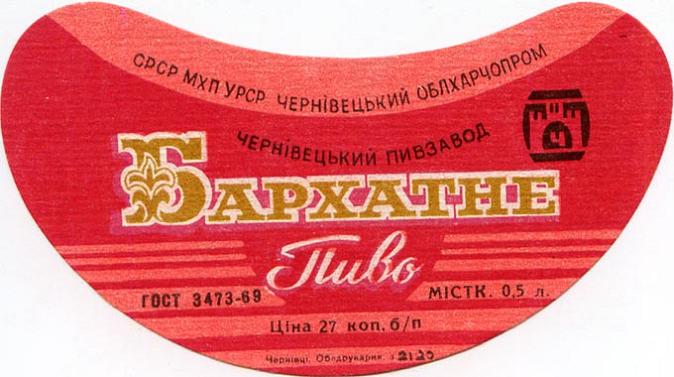 СРСР МХП УРСР ЧЕРНІВЕЦЬКИЙ ОБЛХАРЧОПРОМ
ЧЕРНІВЕЦЬКИЙ ПИВЗАВОД
Ч
БАРХАТНЕ
Пиво
ГОСТ 3473-69
МІСТК. 0,5 л.
Ціна 27 коп. б/п
Чернівці. Облдрукарня. з 2120